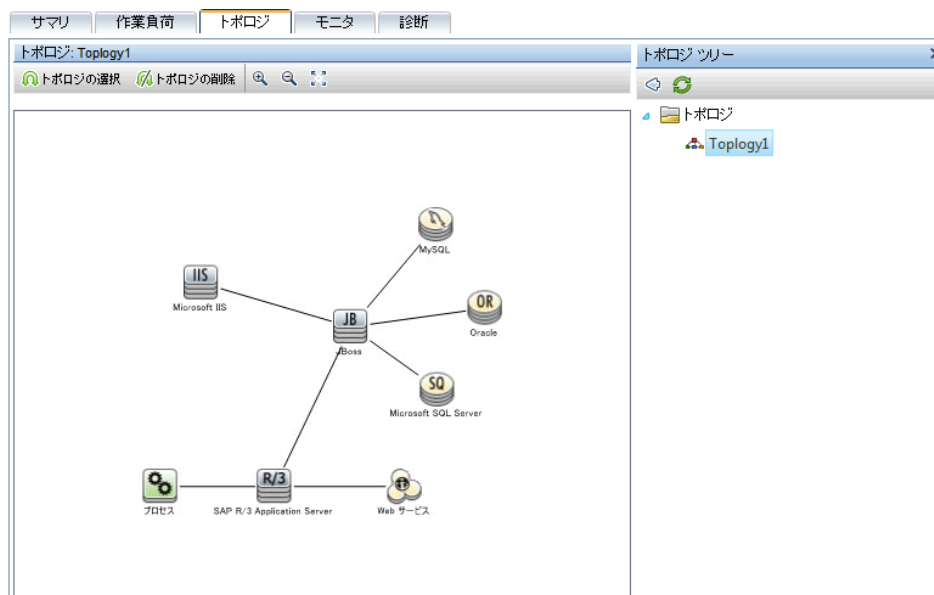 サマリ 作業負荷 トポロジ モニタ 診断
トポロジ: Toplogy1
トポロジの選択 トポロジの削除
トポロジ ツリー
トポロジ
Toplogy1
MySQL
IIS
Microsoft IIS
OR
Oracle
JB
JBoss
SQ
Microsoft SQL Server
プロセス
R/3
SAP R/3 Application Server
Web サービス